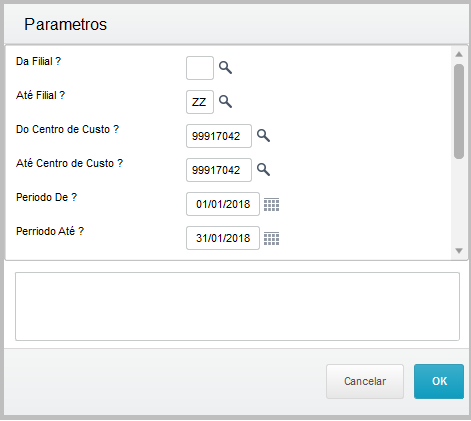 Parametros
Da Filial ?
Até Filial ? ZZ
Do Centro de Custo ? 99917042
Até Centro de Custo ? 99917042
Periodo De ? 01/01/2018
Perriodo Até ? 31/01/2018
Cancelar OK